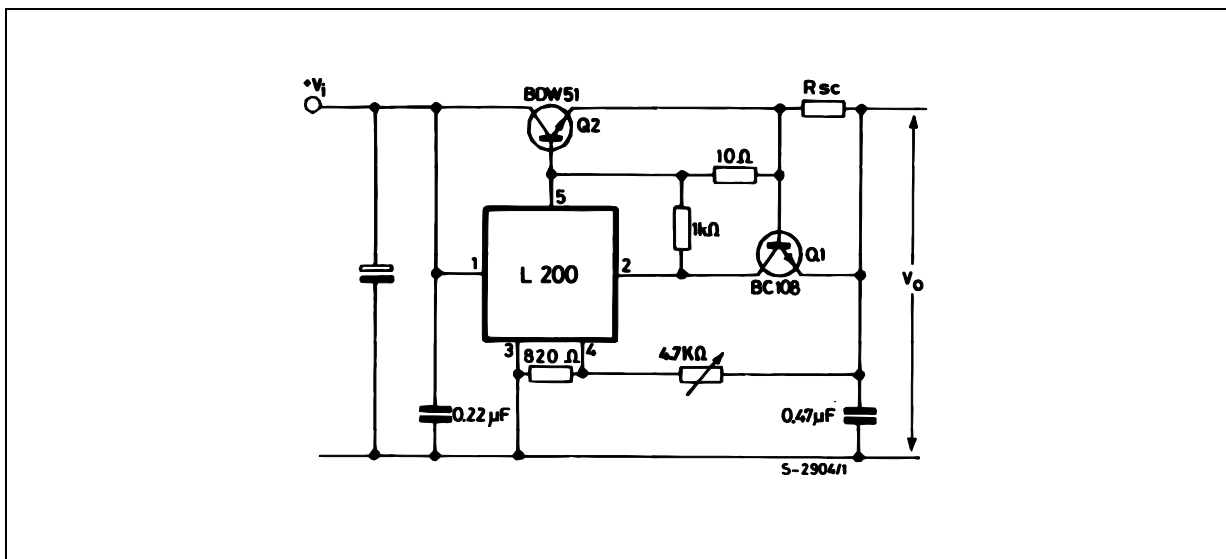 +Vi
BDW51
Q2
Rsc
10Ω
5
1kΩ
1
L 200
2
Q1
BC108
Vo
3
820 Ω
4
4.7KΩ
0.22µF
0.47µF
S-2904/1